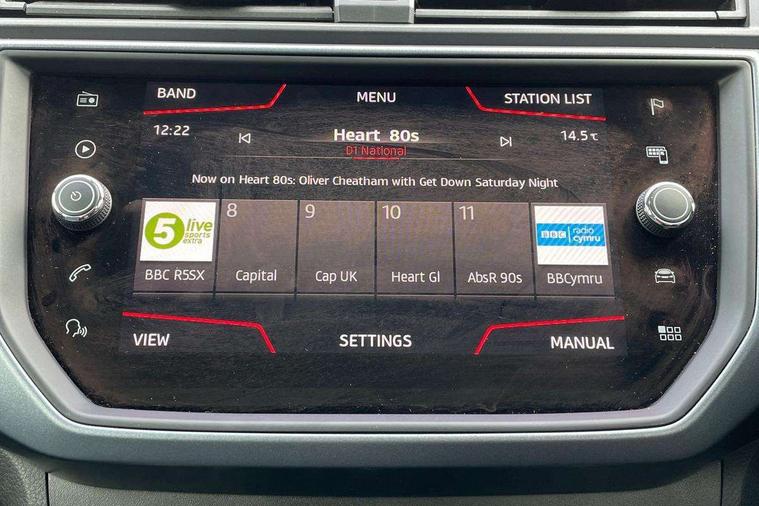 BAND
MENU
STATION LIST
12:22
Heart 80s
14.5℃
D1 National
Now on Heart 80s: Oliver Cheatham with Get Down Saturday Night
5 live sports extra
8
9
10
11
BBC radio cymru
BBC R5SX
Capital
Cap UK
Heart Gl
AbsR 90s
BBCymru
VIEW
SETTINGS
MANUAL